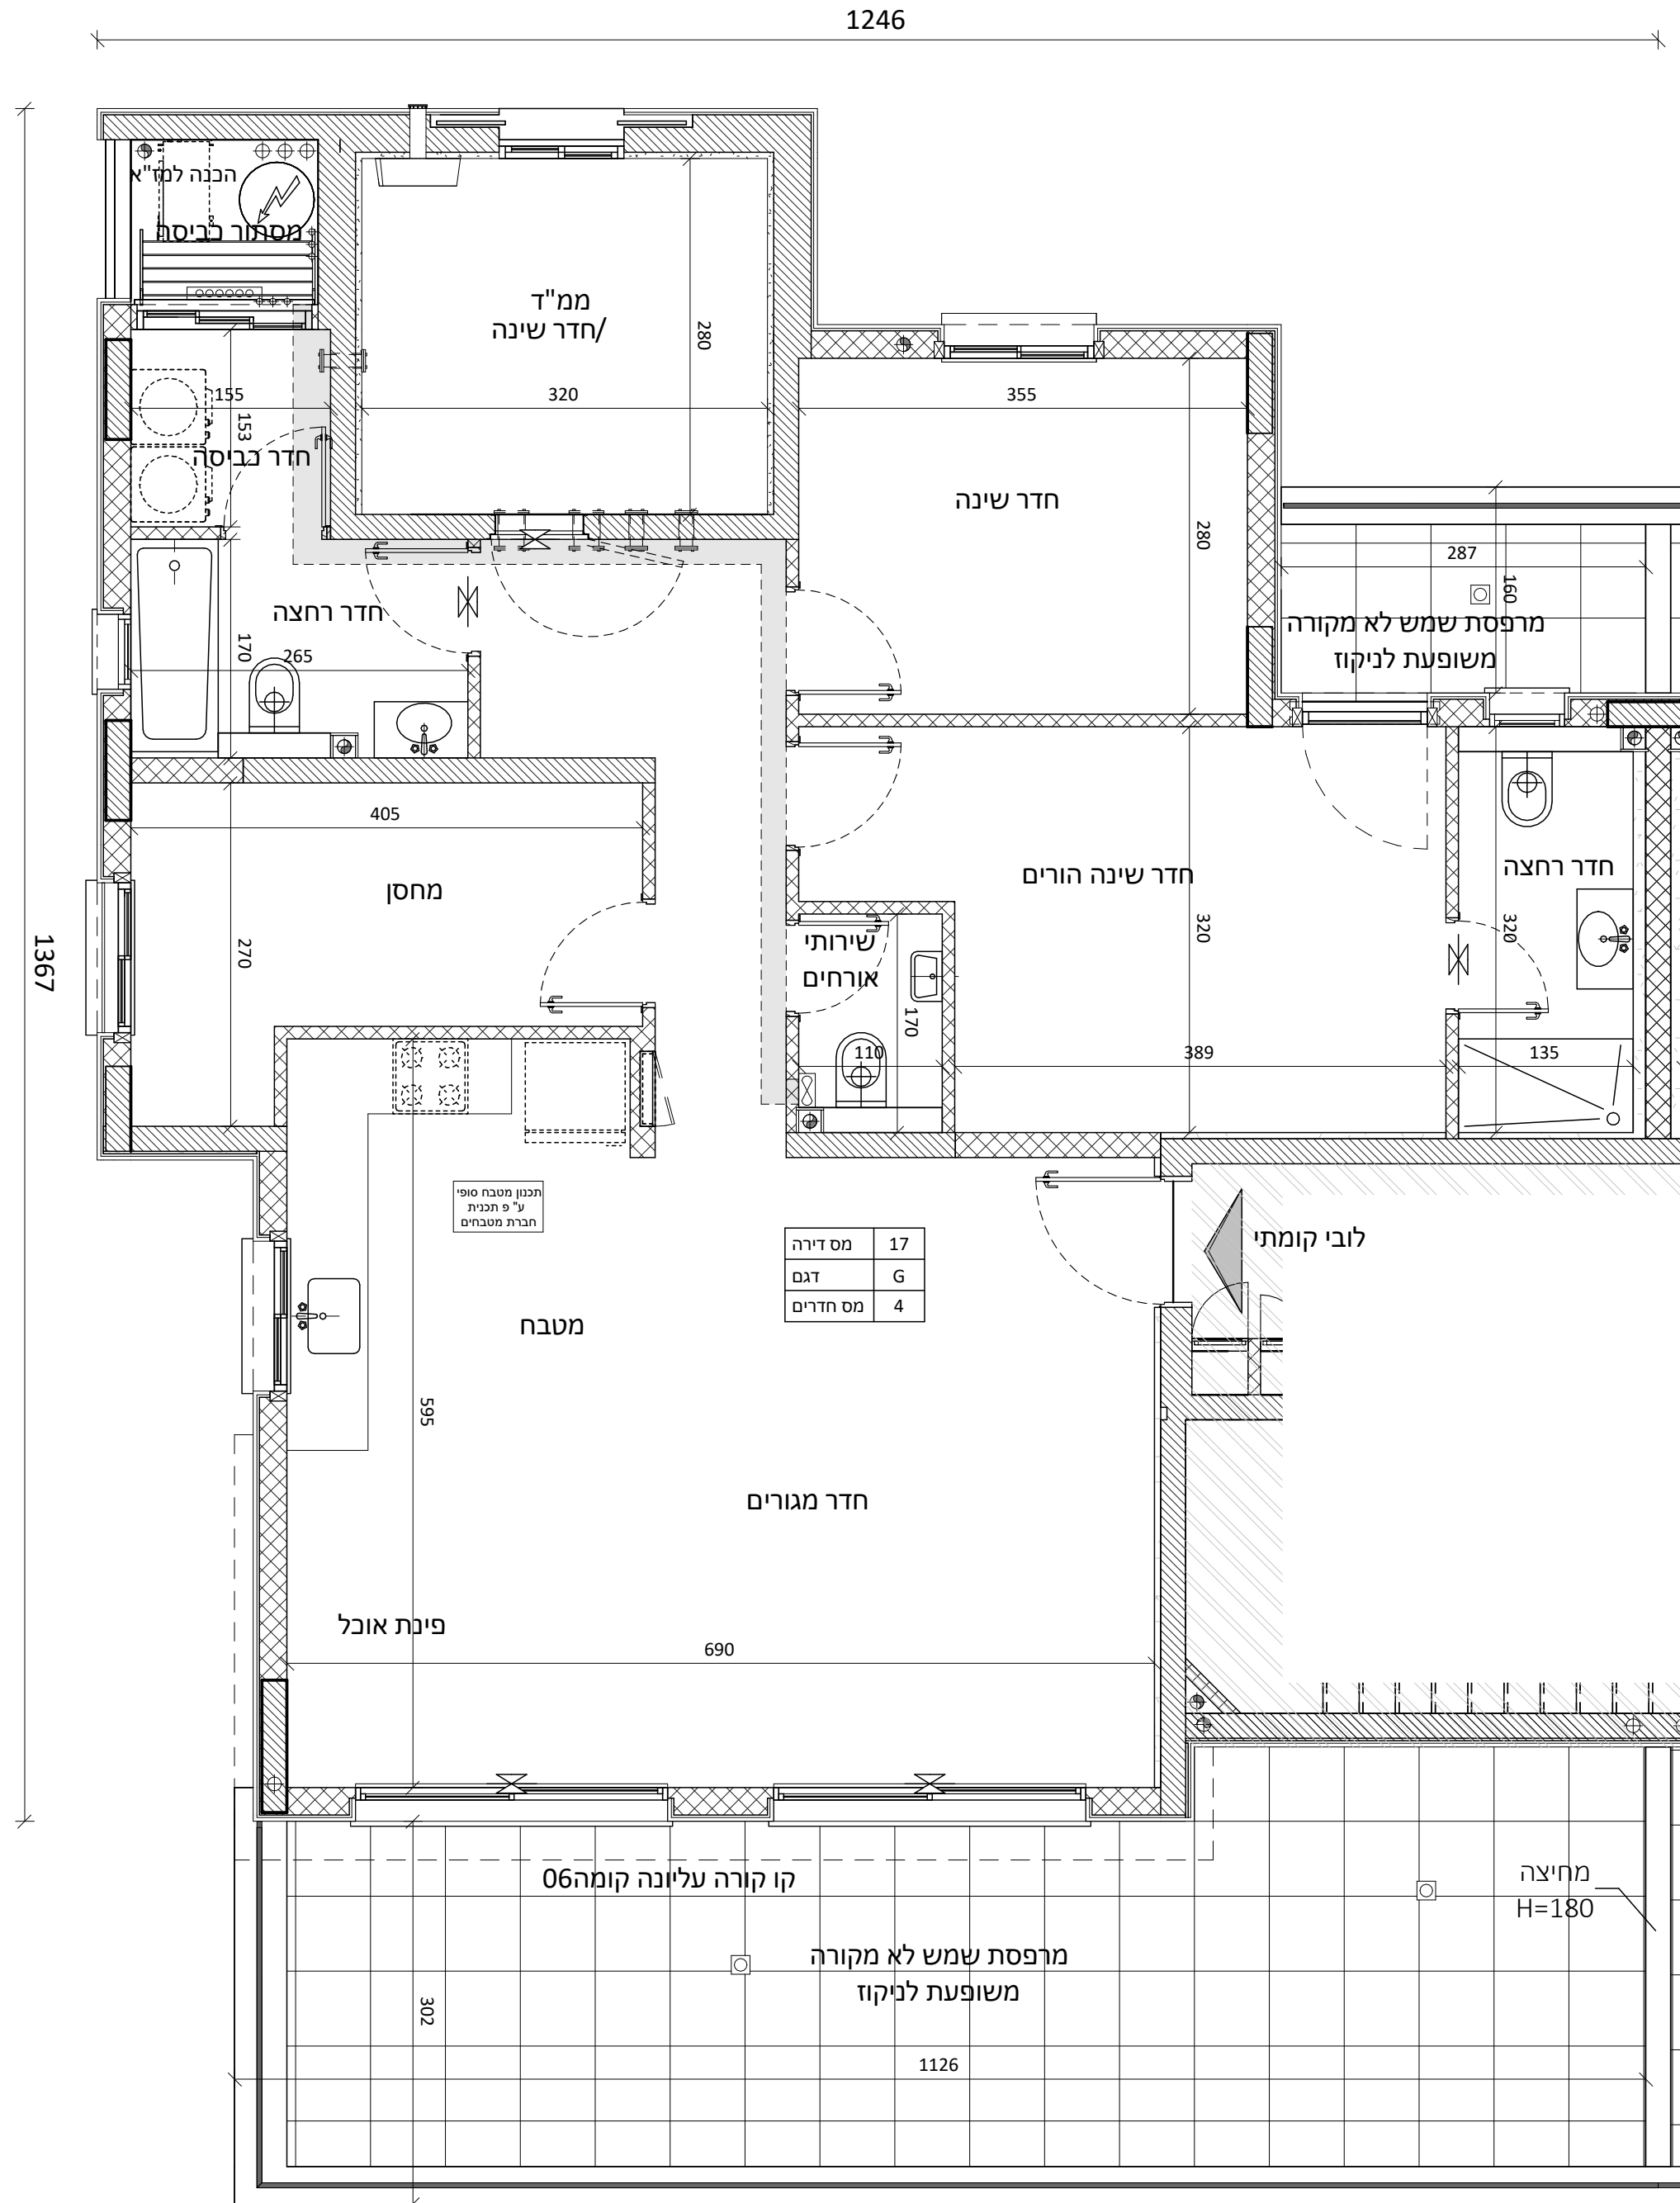 1246
1367
הכנה למז"א
מסתור כביסה
ממ"ד
חדר שינה/
280
320
155
153
חדר כביסה
355
חדר שינה
280
287
160
מרפסת שמש לא מקורה
משופעת לניקוז
חדר רחצה
170
265
405
מחסן
270
חדר שינה הורים
320
389
חדר רחצה
320
135
שירותי
אורחים
170
110
תכנון מטבח סופי
ע" פ תכנית
חברת מטבחים
מס דירה 17
דגם G
מס חדרים 4
לובי קומתי
מטבח
595
חדר מגורים
פינת אוכל
690
קו קורה עליונה קומה06
מחיצה
H=180
מרפסת שמש לא מקורה
משופעת לניקוז
302
1126